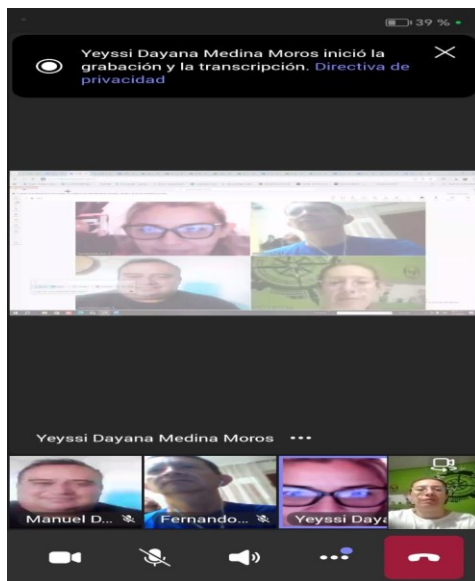 39 %
Yeyssi Dayana Medina Moros inició la
grabación y la transcripción. Directiva de
privacidad
Yeyssi Dayana Medina Moros
Manuel D...
Fernando...
Yeyssi Daya